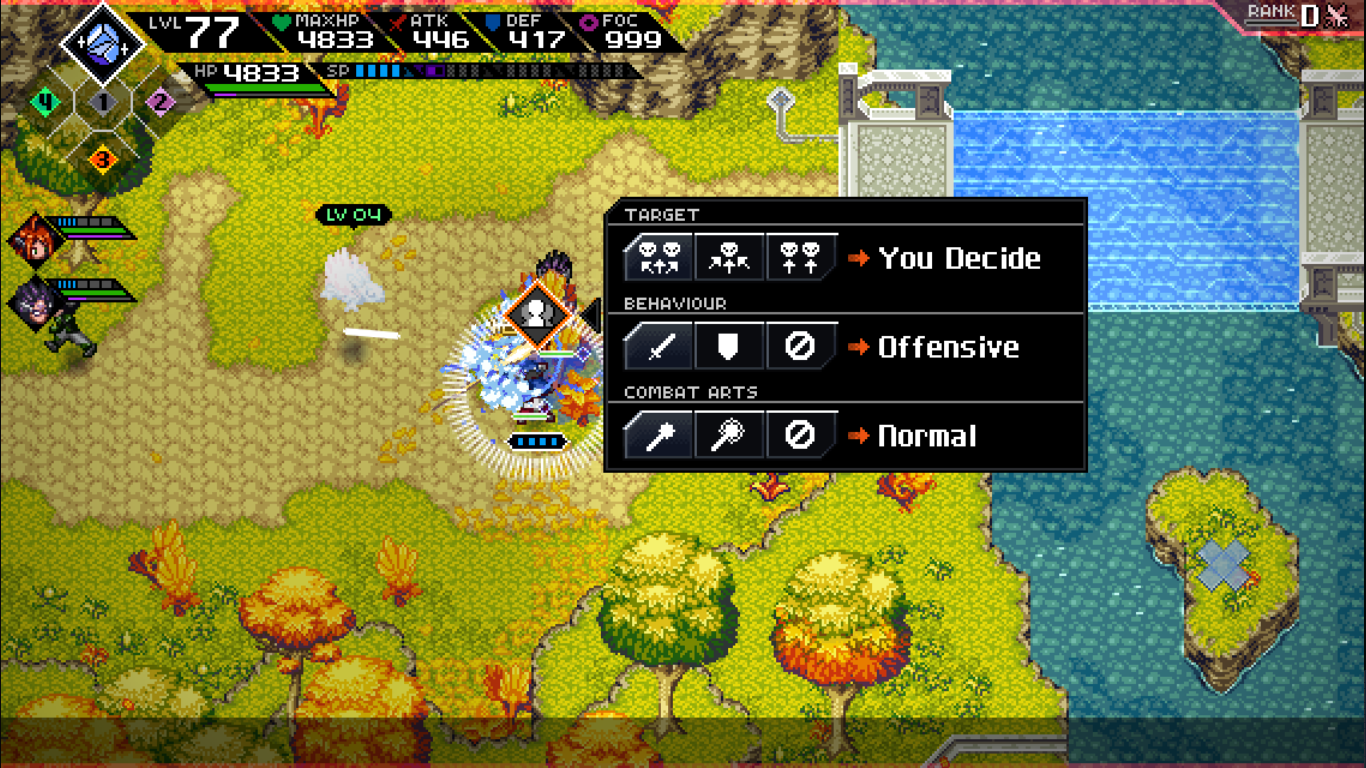 LVL 77 MAXHP 4833 ATK 446 DEF 417 FOC 999
RANK D
HP 4833 SP
4 1 2
3
LV 04
TARGET
You Decide
BEHAVIOUR
Offensive
COMBAT ARTS
Normal